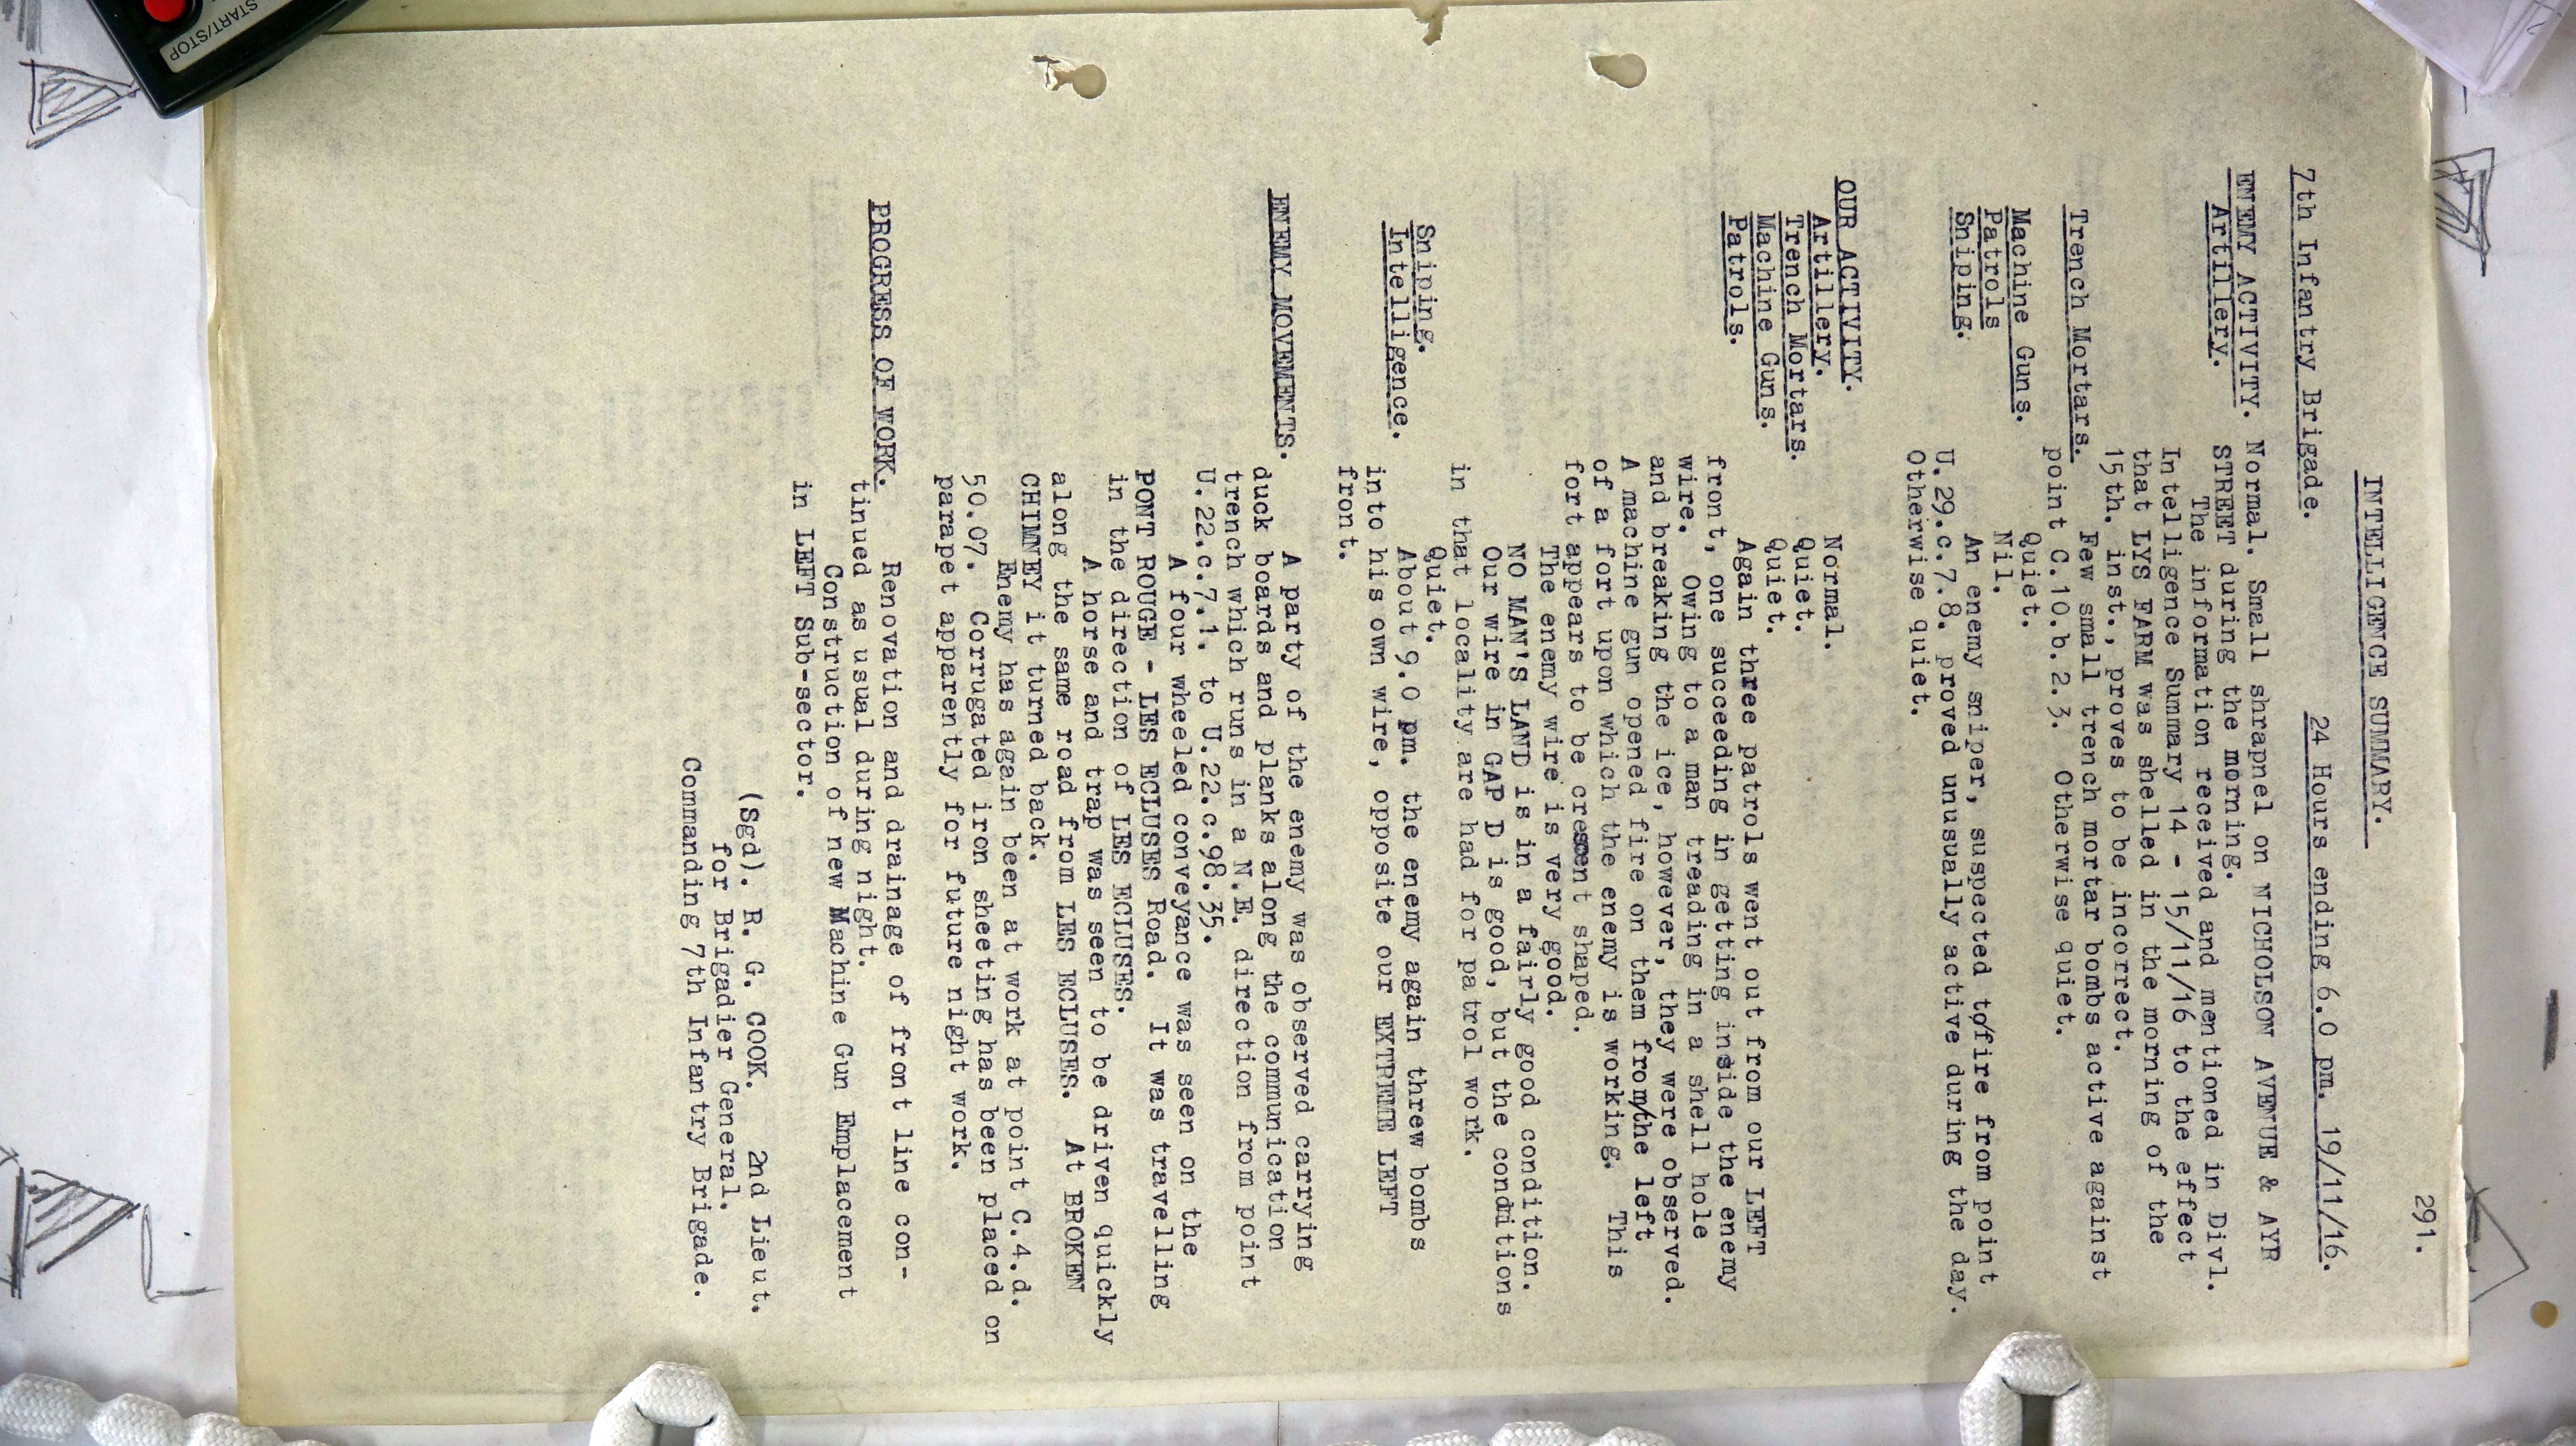 291.
INTELLIGENCE SUMMARY.
7th Infantry Brigade. 24 Hours ending 6.0 pm. 19/11/16.
ENEMY ACTIVITY. Normal. Small shrapnel on NICHOLSON AVENUE & AYR
Artillery. STREET during the morning.
The information received and mentioned in Divl.
Intelligence Summary 14 - 15/11/16 to the effect
that LYS FARM was shelled in the morning of the
15th. inst., proves to be incorrect.
Trench Mortars. Few small trench mortar bombs active against
point C.10.b.2.3. Otherwise quiet.
Machine Guns. Quiet.
Patrols Nil.
Sniping. An enemy sniper, suspected to/fire from point
U.29.c.7.8. proved unusually active during the day.
Otherwise quiet.
OUR ACTIVITY.
Artillery. Normal.
Trench Mortars. Quiet.
Machine Guns. Quiet.
Patrols. Again three patrols went out from our LEFT
front, one succeeding in getting inside the enemy
wire. Owing to a man treading in a shell hole
and breaking the ice, however, they were observed.
A machine gun opened fire on them from/the left
of a fort upon which the enemy is working. This
fort appears to be crescent shaped.
The enemy wire is very good.
NO MAN'S LAND is in a fairly good condition.
Our wire in GAP D is good, but the conditions
in that locality are had for patrol work.
Sniping. Quiet.
Intelligence. About 9.0 pm. the enemy again threw bombs
into his own wire, opposite our EXTREME LEFT
front.
ENEMY MOVEMENTS. A party of the enemy was observed carrying
duck boards and planks along the communication
trench which runs in a N.E. direction from point
U.22.c.7.1. to U.22.c.98.35.
A four wheeled conveyance was seen on the
PONT ROUGE - LES ECLUSES Road. It was travelling
in the direction of LES ECLUSES.
A horse and trap was seen to be driven quickly
along the same road from LES ECLUSES. At BROKEN
CHIMNEY it turned back.
Enemy has again been at work at point C.4.d.
50.07. Corrugated iron sheeting has been placed on
parapet apparently for future night work.
PROGRESS OF WORK. Renovation and drainage of front line con-
tinued as usual during night.
Construction of new Machine Gun Emplacement
in LEFT Sub-sector.
(Sgd). R. G. COOK. 2nd Lieut.
for Brigadier General.
Commanding 7th Infantry Brigade.
START/STOP